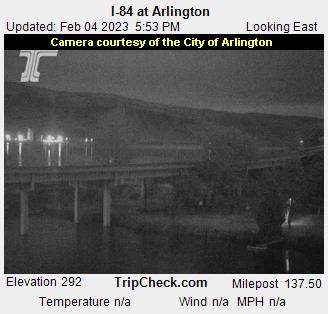 I-84 at Arlington
Updated: Feb 04 2023 5:53 PM Looking East
Camera courtesy of the City of Arlington
Elevation 292 TripCheck.com Milepost 137.50
Temperature n/a Wind n/a MPH n/a